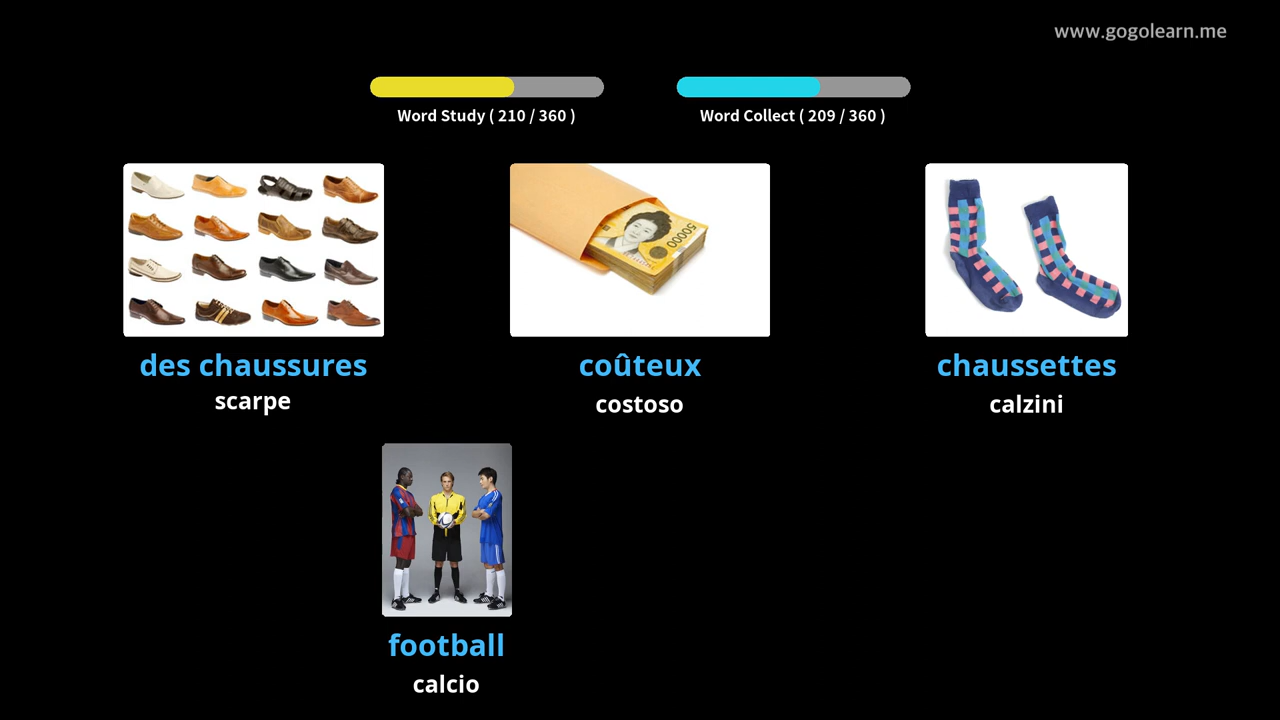 www.gogolearn.me
Word Study ( 210 / 360 )
Word Collect ( 209 / 360 )
50000
des chaussures
coûteux
chaussettes
scarpe
costoso
calzini
football
calcio